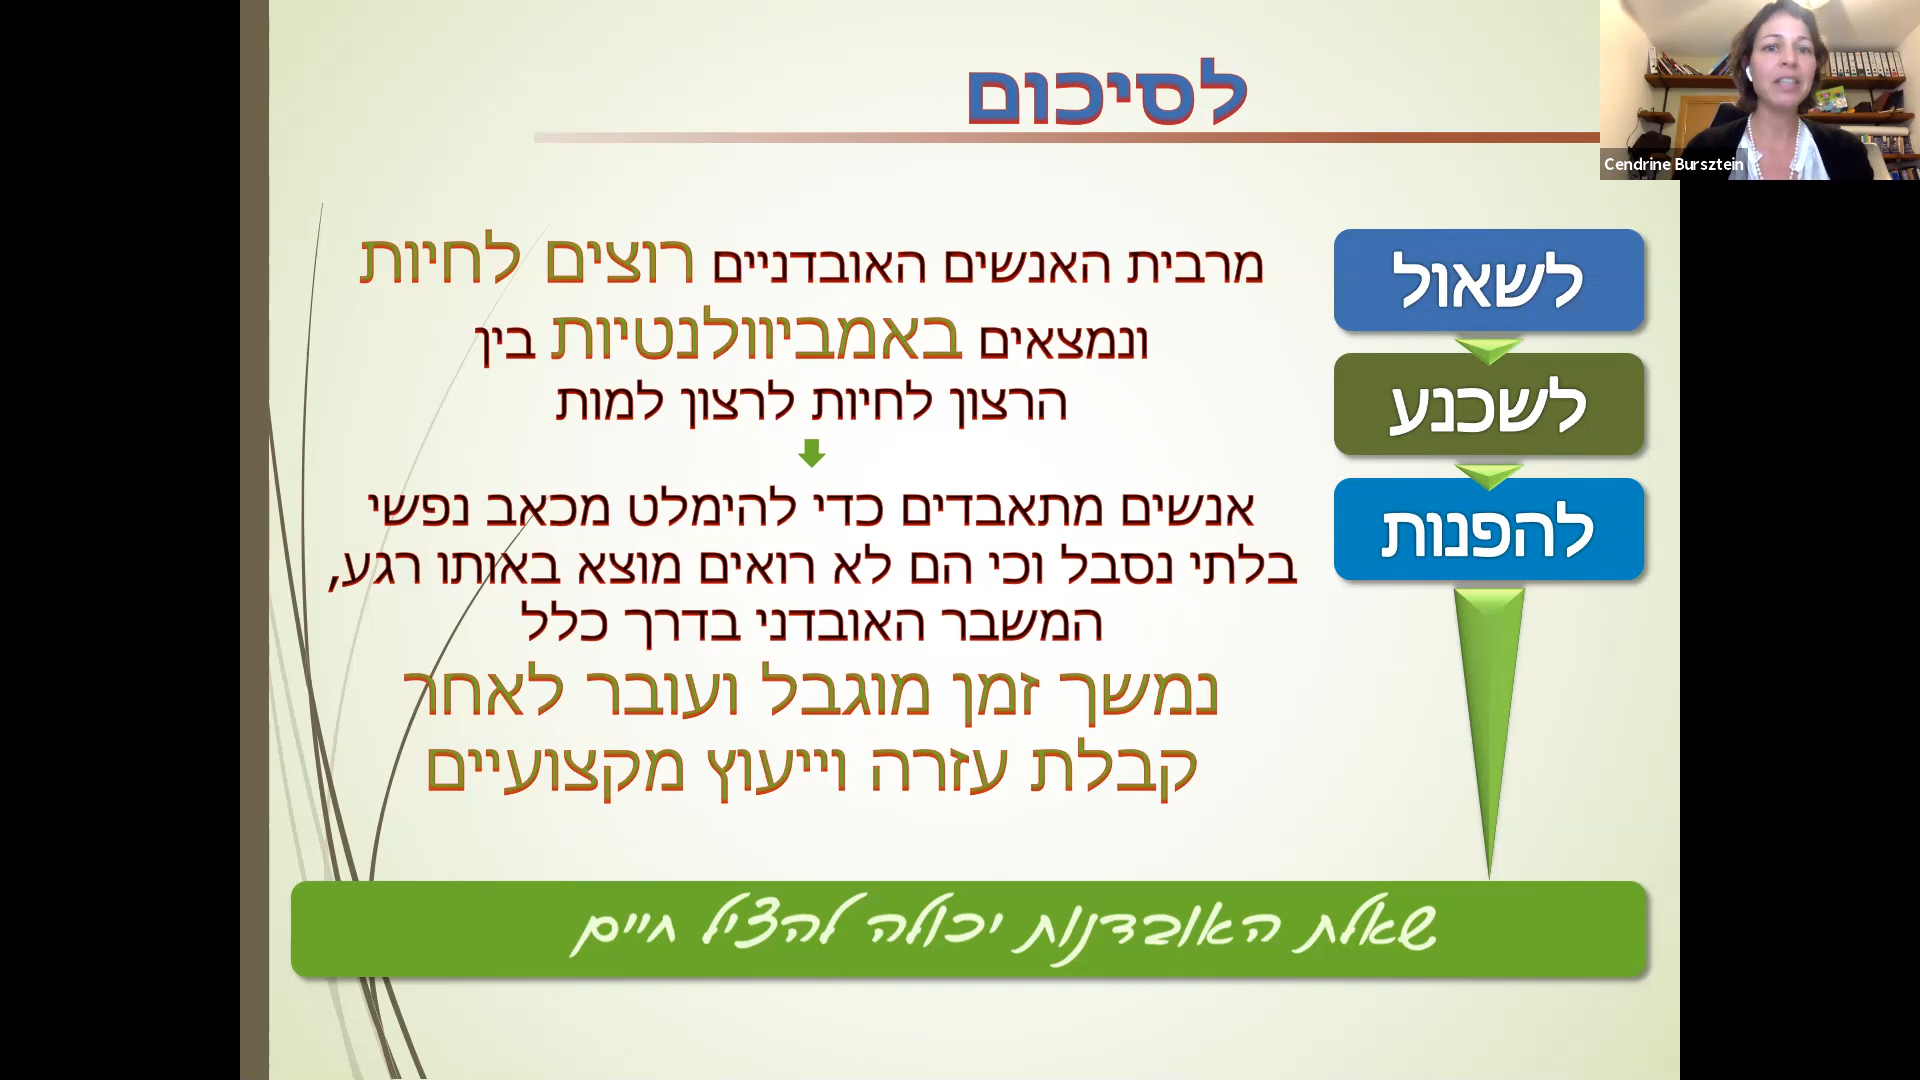 לסיכום
Cendrine Bursztein
לשאול
לשכנע
להפנות
מרבית האנשים האובדניים רוצים לחיות
ונמצאים באמביוולנטיות בין
הרצון לחיות לרצון למות
אנשים מתאבדים כדי להימלט מכאב נפשי
בלתי נסבל וכי הם לא רואים מוצא באותו רגע,
המשבר האובדני בדרך כלל
נמשך זמן מוגבל ועובר לאחר
קבלת עזרה וייעוץ מקצועיים
שאלת האובדנות יכולה להציל חיים